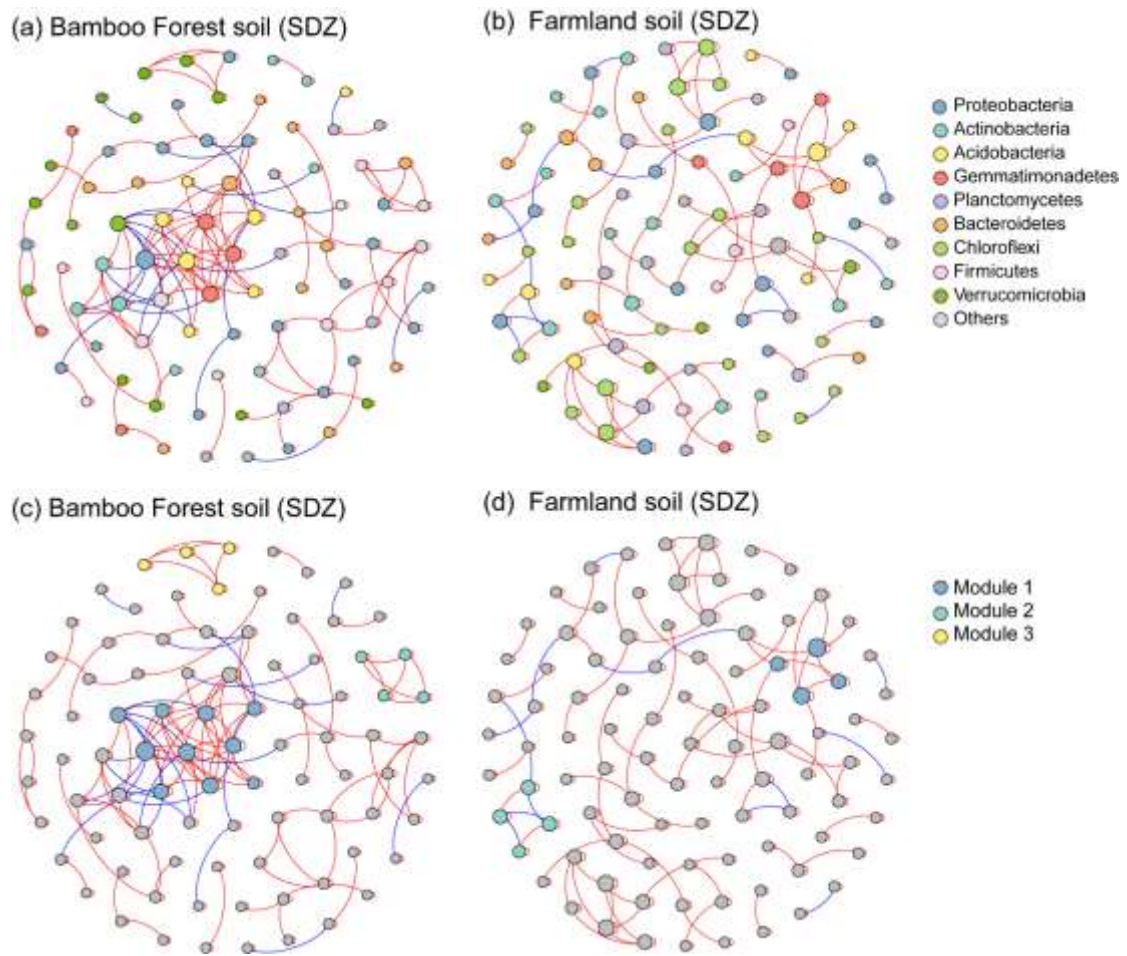 (a) Bamboo Forest soil (SDZ)
(b) Farmland soil (SDZ)
Proteobacteria
Actinobacteria
Acidobacteria
Gemmatimonadetes
Planctomycetes
Bacteroidetes
Chloroflexi
Firmicutes
Verrucomicrobia
Others
(c) Bamboo Forest soil (SDZ)
(d) Farmland soil (SDZ)
Module 1
Module 2
Module 3